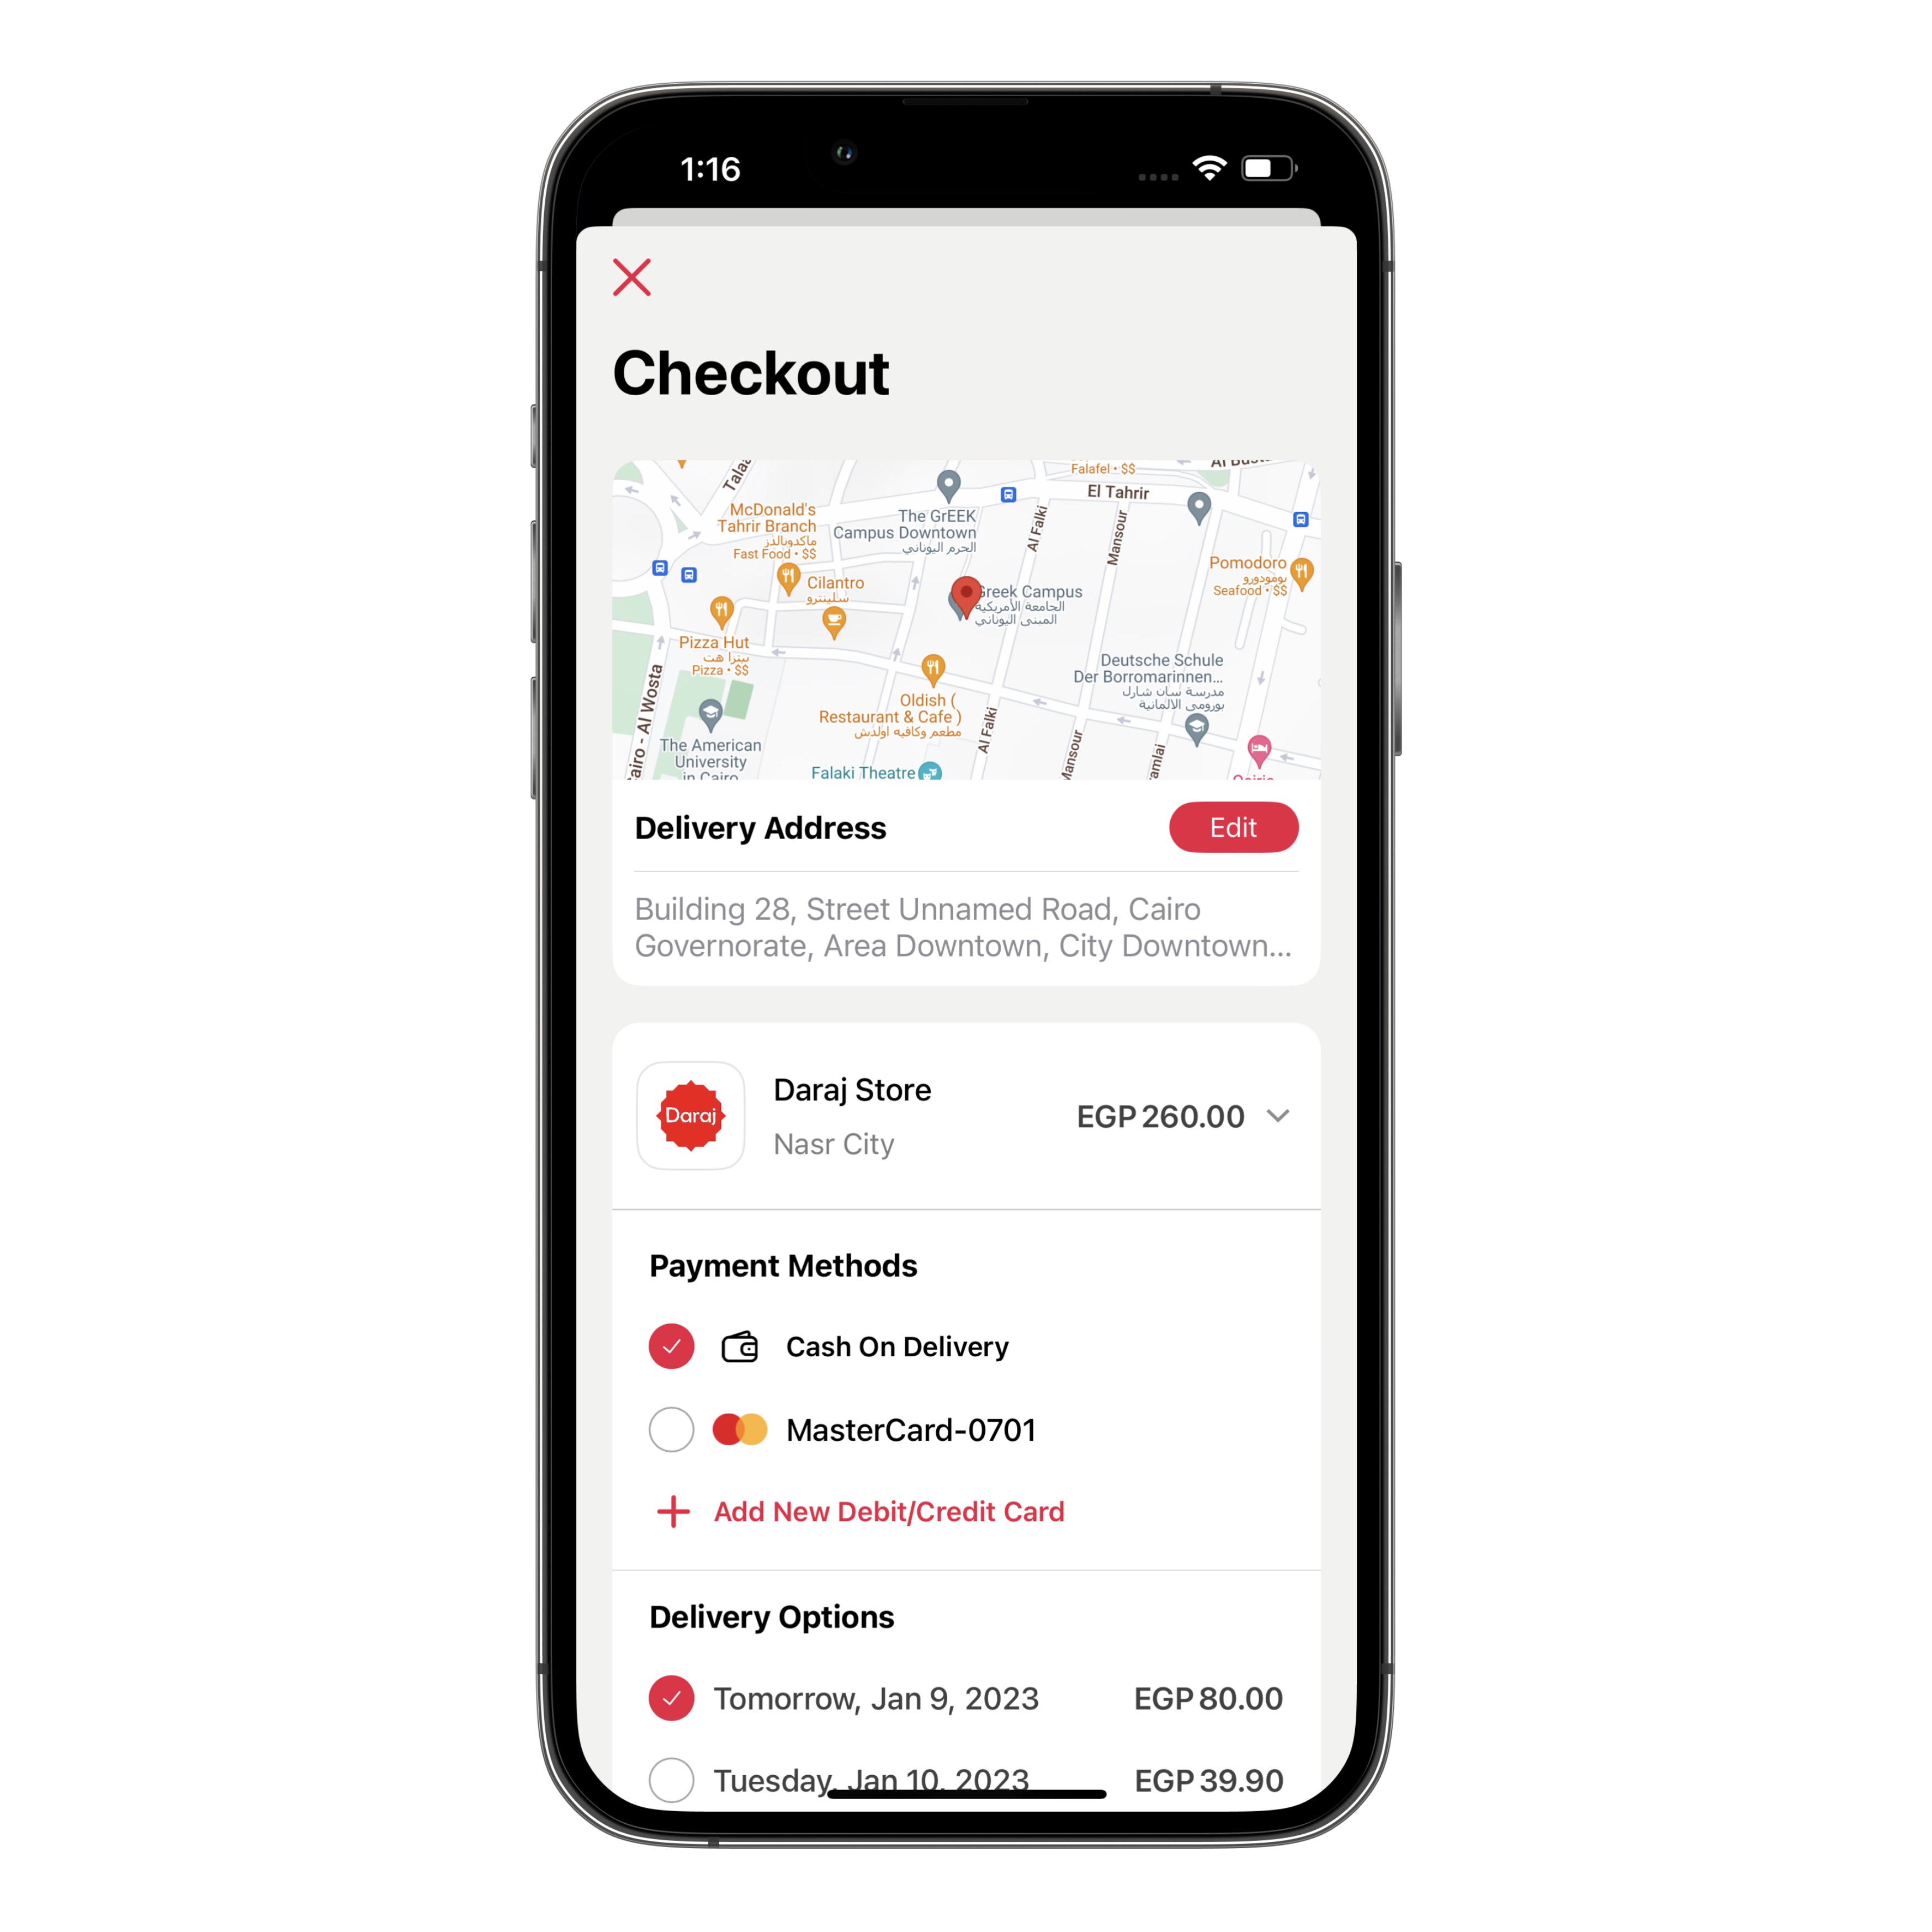 1:16
Checkout
Talaa
Falafel • $$
El Tahrir
McDonald's
Tahrir Branch
ماكدونالدز
Fast Food • $$
The GrEEK
Campus Downtown
الحرم اليوناني
Al Falki
Mansour
Pomodoro
بومودورو
Seafood • $$
Cilantro
سلينترو
Greek Campus
الجامعة الأمريكية
المبنى اليوناني
Pizza Hut
بيتزا هت
Pizza • $$
Deutsche Schule
Der Borromarinnen...
مدرسة سان شارل
بورومى الالمانية
Oldish (
Restaurant & Cafe )
مطعم وكافيه اولدش
Al Falki
Mansour
airo - Al Wosta
The American
University
in Cairo
Falaki Theatre
amlai
Delivery Address
Edit
Building 28, Street Unnamed Road, Cairo
Governorate, Area Downtown, City Downtown...
Daraj
Daraj Store
Nasr City
EGP 260.00
Payment Methods
Cash On Delivery
MasterCard-0701
Add New Debit/Credit Card
Delivery Options
Tomorrow, Jan 9, 2023 EGP 80.00
Tuesday, Jan 10, 2023 EGP 39.90